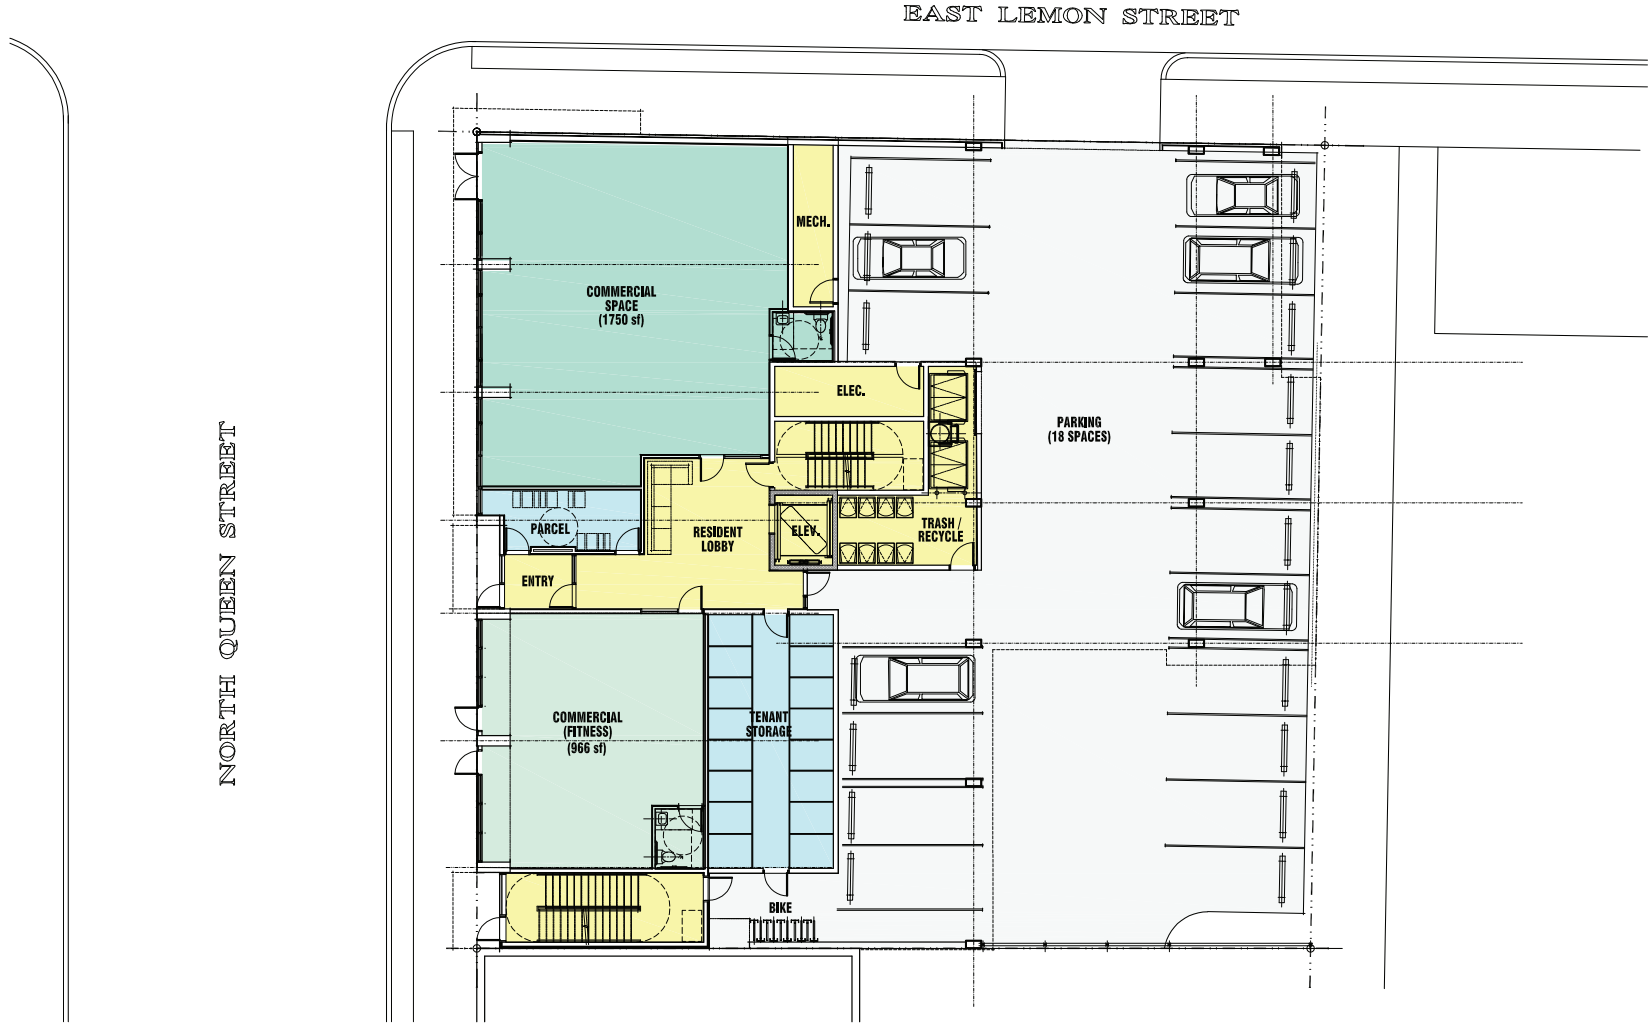 EAST LEMON STREET
NORTH QUEEN STREET
MECH.
COMMERCIAL
SPACE
(1750 sf)
ELEC.
PARKING
(18 SPACES)
PARCEL
RESIDENT
LOBBY
ELEV.
TRASH /
RECYCLE
ENTRY
COMMERCIAL
(FITNESS)
(966 sf)
TENANT
STORAGE
BIKE